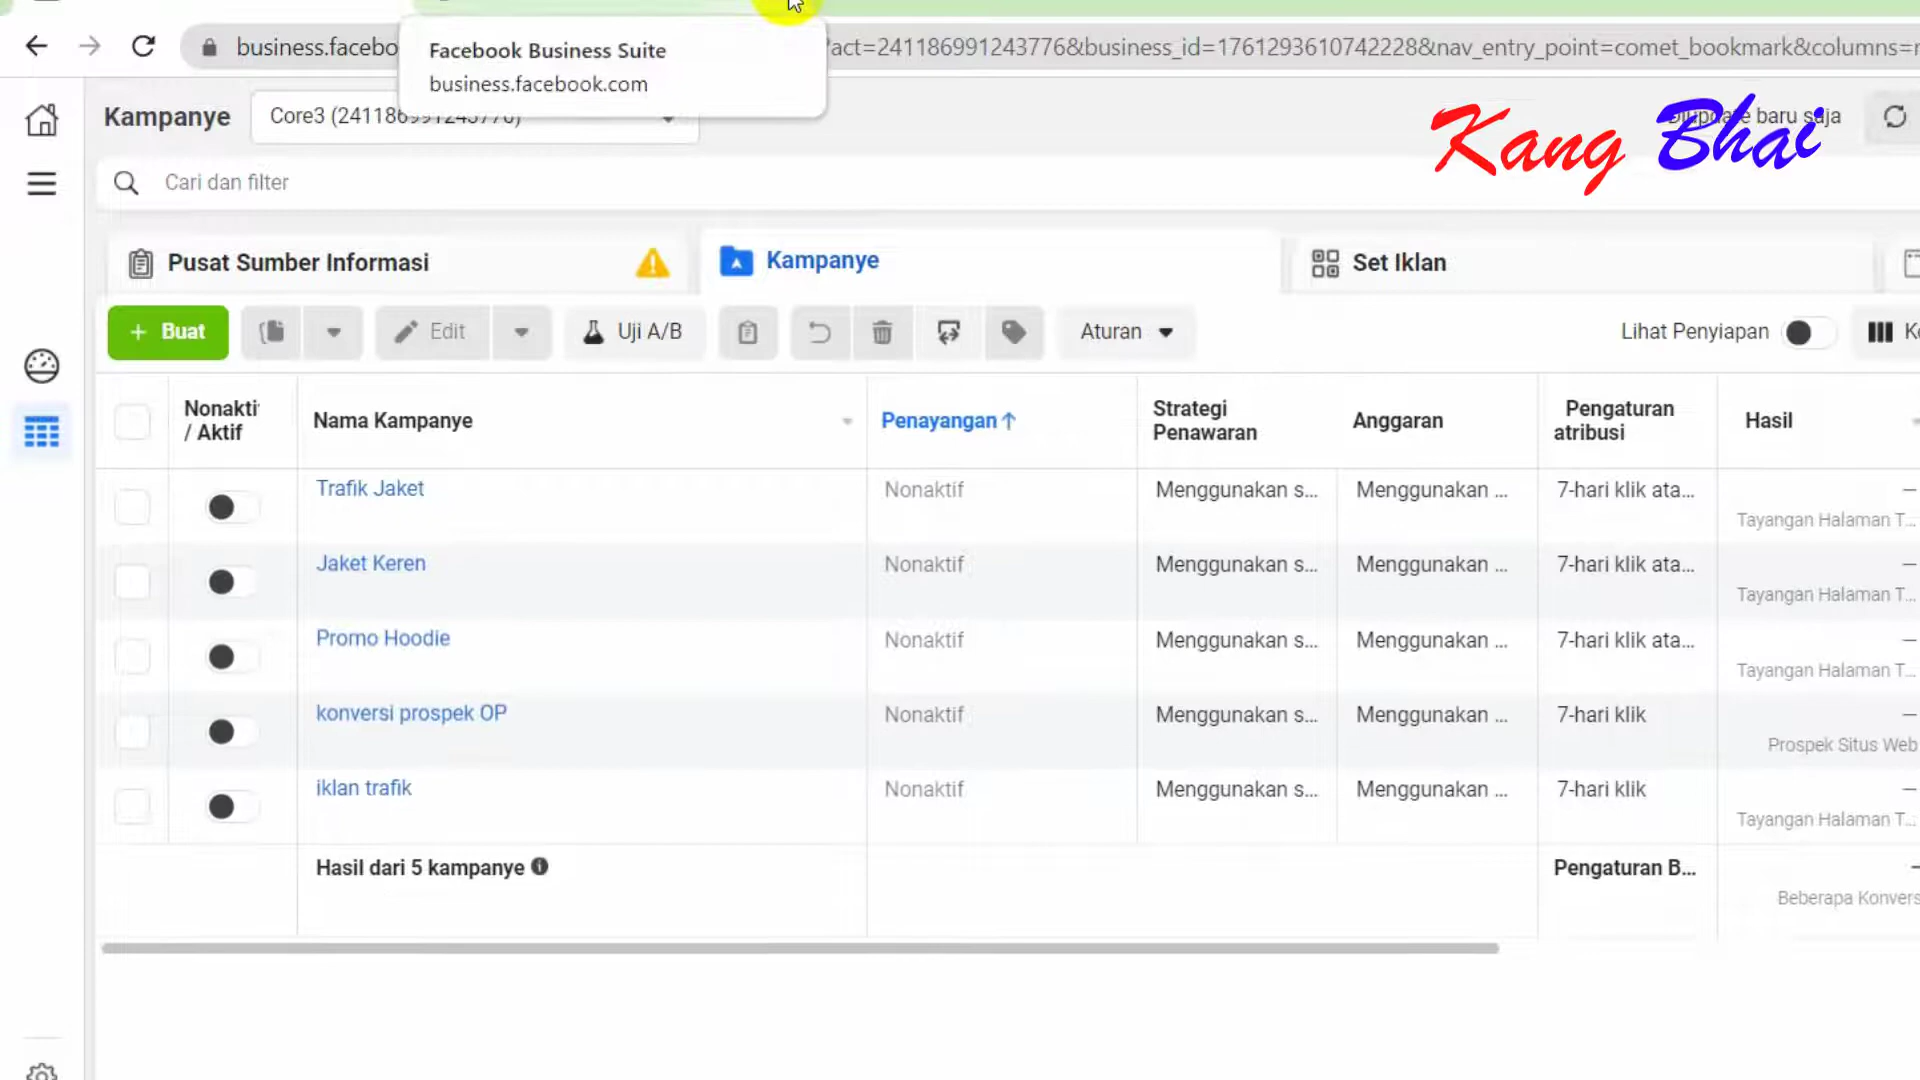 business.facebo
Facebook Business Suite
business.facebook.com
?act=241186991243776&business_id=1761293610742228&nav_entry_point=comet_bookmark&columns=
Kampanye
Core3 (241186991243776)
Diupdate baru saja
Kang Bhai
Cari dan filter
Pusat Sumber Informasi
Kampanye
Set Iklan
+ Buat
Edit
Uji A/B
Aturan
Lihat Penyiapan
Nonakti
/ Aktif
Nama Kampanye
Penayangan↑
Strategi
Penawaran
Anggaran
Pengaturan
atribusi
Hasil
Trafik Jaket
Nonaktif
Menggunakan s...
Menggunakan ...
7-hari klik ata...
—
Tayangan Halaman T...
Jaket Keren
Nonaktif
Menggunakan s...
Menggunakan ...
7-hari klik ata...
—
Tayangan Halaman T...
Promo Hoodie
Nonaktif
Menggunakan s...
Menggunakan ...
7-hari klik ata...
—
Tayangan Halaman T...
konversi prospek OP
Nonaktif
Menggunakan s...
Menggunakan ...
7-hari klik
—
Prospek Situs Web
iklan trafik
Nonaktif
Menggunakan s...
Menggunakan ...
7-hari klik
—
Tayangan Halaman T...
Hasil dari 5 kampanye
Pengaturan B...
—
Beberapa Konvers